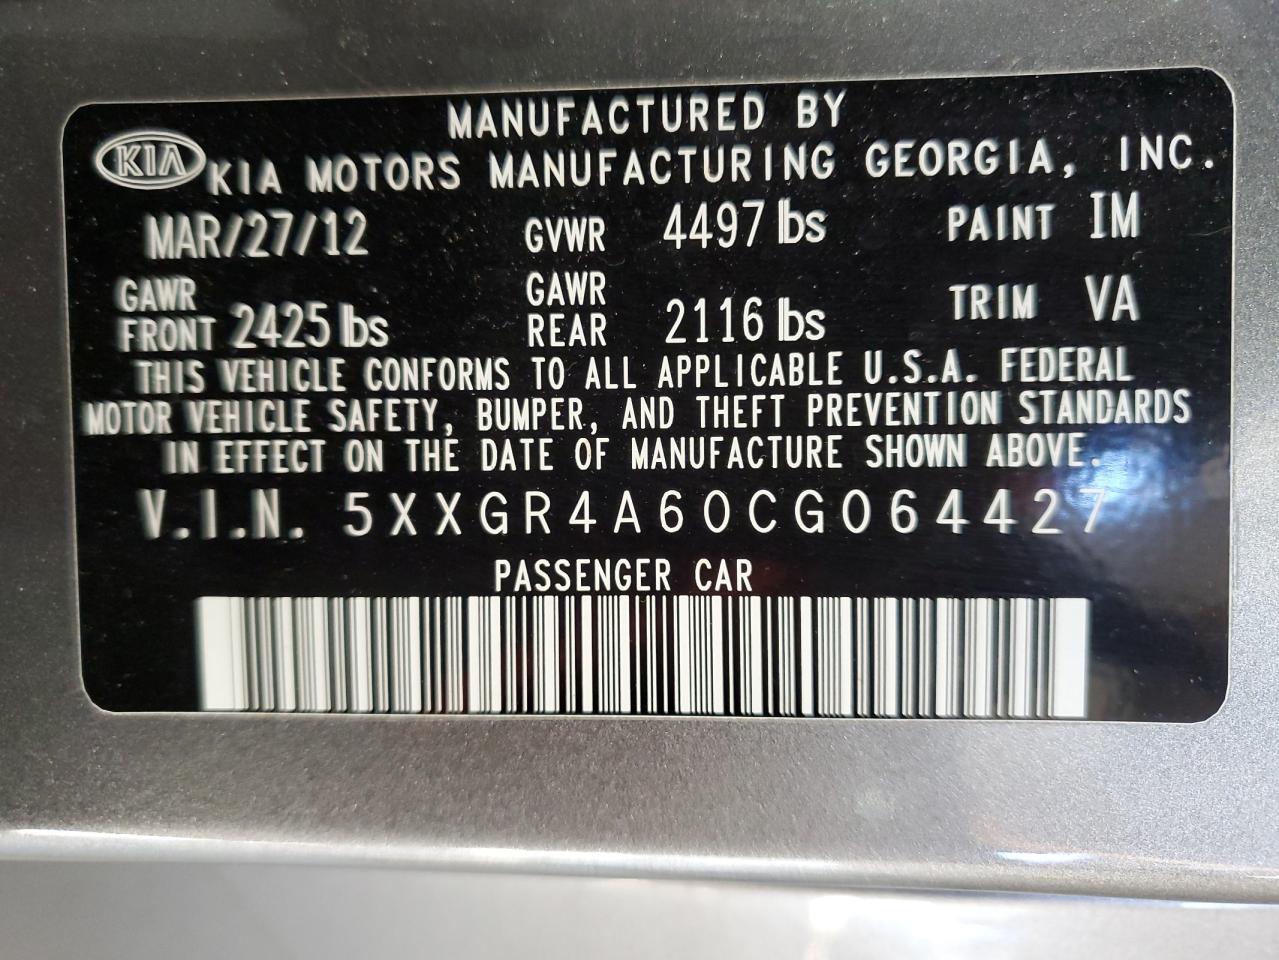 MANUFACTURED BY
KIA KIA MOTORS MANUFACTURING GEORGIA, INC.
MAR/27/12 GVWR 4497 lbs PAINT IM
GAWR FRONT 2425 lbs GAWR REAR 2116 lbs TRIM VA
THIS VEHICLE CONFORMS TO ALL APPLICABLE U.S.A. FEDERAL
MOTOR VEHICLE SAFETY, BUMPER, AND THEFT PREVENTION STANDARDS
IN EFFECT ON THE DATE OF MANUFACTURE SHOWN ABOVE.
V.I.N. 5XXGR4A60CG064427
PASSENGER CAR